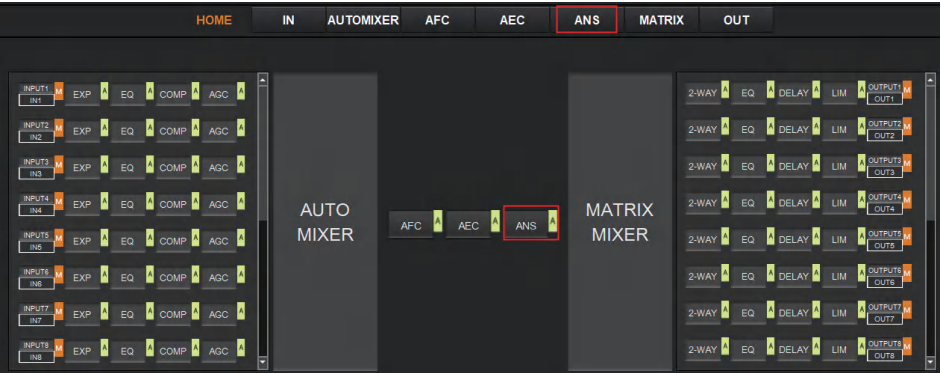 HOME IN AUTOMIXER AFC AEC ANS MATRIX OUT
INPUT1 M EXP A EQ A COMP A AGC A
IN1
INPUT2 M EXP A EQ A COMP A AGC A
IN2
INPUT3 M EXP A EQ A COMP A AGC A
IN3
INPUT4 M EXP A EQ A COMP A AGC A
IN4
INPUT5 M EXP A EQ A COMP A AGC A
IN5
INPUT6 M EXP A EQ A COMP A AGC A
IN6
INPUT7 M EXP A EQ A COMP A AGC A
IN7
INPUT8 M EXP A EQ A COMP A AGC A
IN8
AUTO
MIXER
AFC A AEC A ANS A
MATRIX
MIXER
2-WAY A EQ A DELAY A LIM A OUTPUT1 M
OUT1
2-WAY A EQ A DELAY A LIM A OUTPUT2 M
OUT2
2-WAY A EQ A DELAY A LIM A OUTPUT3 M
OUT3
2-WAY A EQ A DELAY A LIM A OUTPUT4 M
OUT4
2-WAY A EQ A DELAY A LIM A OUTPUT5 M
OUT5
2-WAY A EQ A DELAY A LIM A OUTPUT6 M
OUT6
2-WAY A EQ A DELAY A LIM A OUTPUT7 M
OUT7
2-WAY A EQ A DELAY A LIM A OUTPUT8 M
OUT8